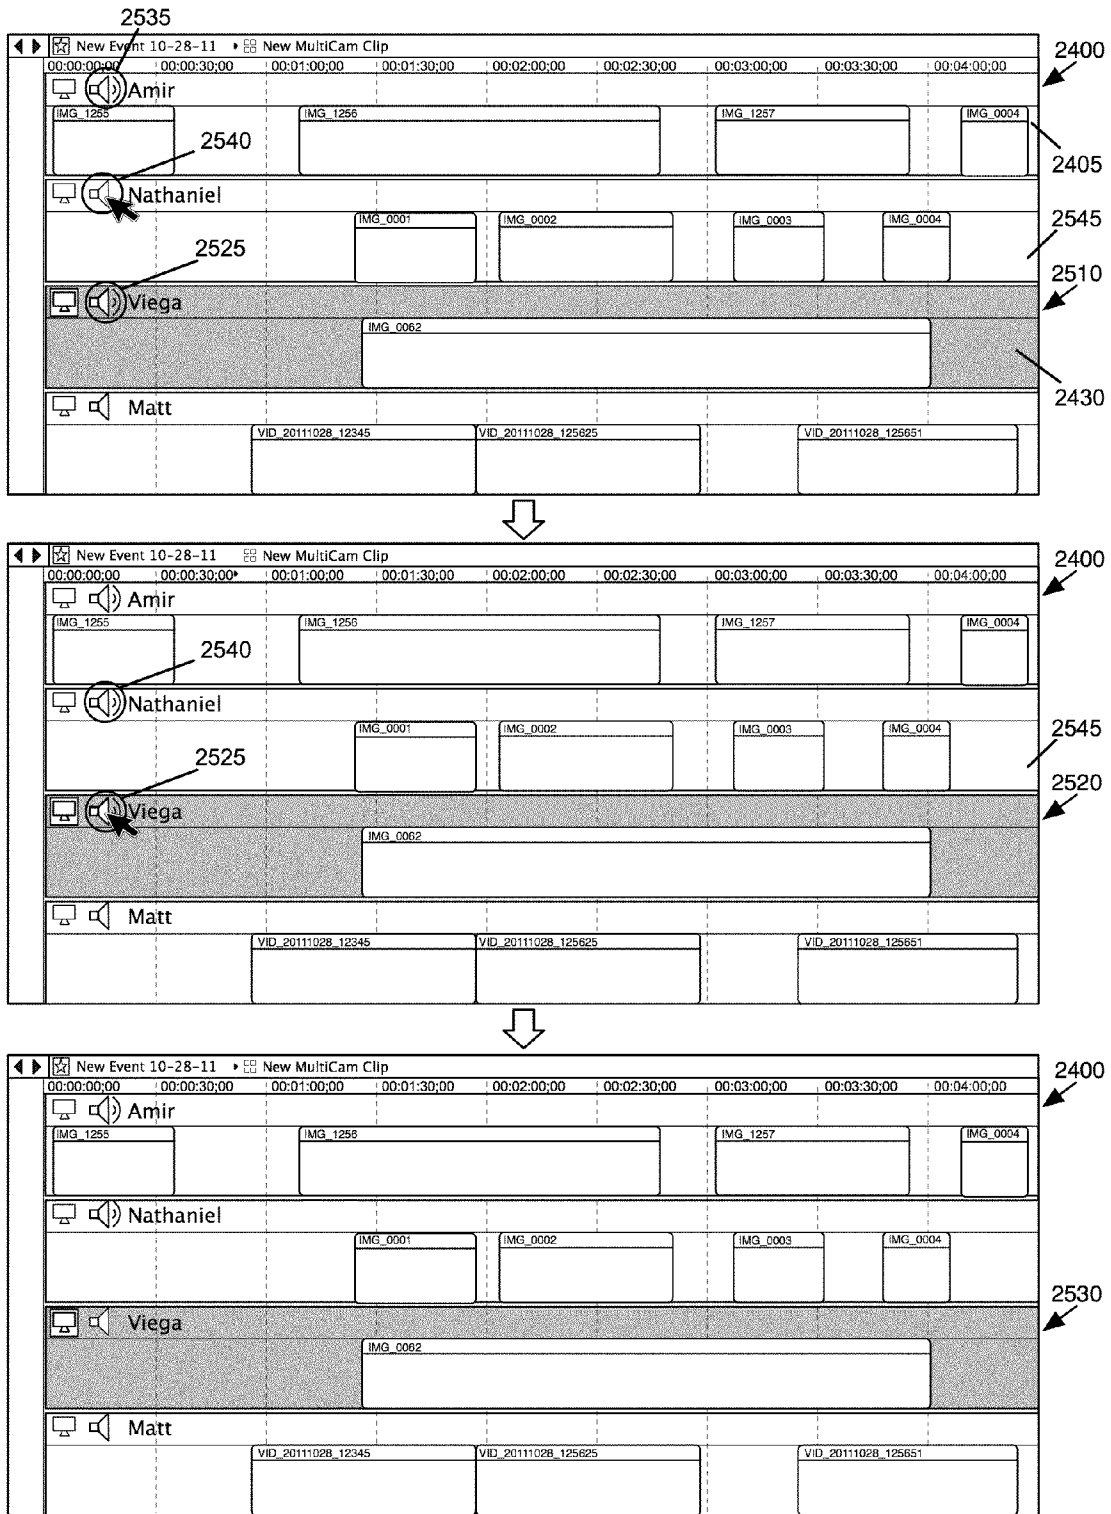 2535
New Event 10-28-11 New MultiCam Clip
2400
00:00:00;00 00:00:30;00 00:01:00;00 00:01:30;00 00:02:00;00 00:02:30;00 00:03:00;00 00:03:30;00 00:04:00;00
Amir
IMG_1255 IMG_1256 IMG_1257 IMG_0004
2540
2405
Nathaniel
IMG_0001 IMG_0002 IMG_0003 IMG_0004
2545
2525
2510
Viega
IMG_0062
2430
Matt
VID_20111028_12345 VID_20111028_125625 VID_20111028_125651
New Event 10-28-11 New MultiCam Clip
2400
00:00:00;00 00:00:30;00 00:01:00;00 00:01:30;00 00:02:00;00 00:02:30;00 00:03:00;00 00:03:30;00 00:04:00;00
Amir
IMG_1255 IMG_1256 IMG_1257 IMG_0004
2540
Nathaniel
IMG_0001 IMG_0002 IMG_0003 IMG_0004
2545
2525
2520
Viega
IMG_0062
Matt
VID_20111028_12345 VID_20111028_125625 VID_20111028_125651
New Event 10-28-11 New MultiCam Clip
2400
00:00:00;00 00:00:30;00 00:01:00;00 00:01:30;00 00:02:00;00 00:02:30;00 00:03:00;00 00:03:30;00 00:04:00;00
Amir
IMG_1255 IMG_1256 IMG_1257 IMG_0004
Nathaniel
IMG_0001 IMG_0002 IMG_0003 IMG_0004
2530
Viega
IMG_0062
Matt
VID_20111028_12345 VID_20111028_125625 VID_20111028_125651